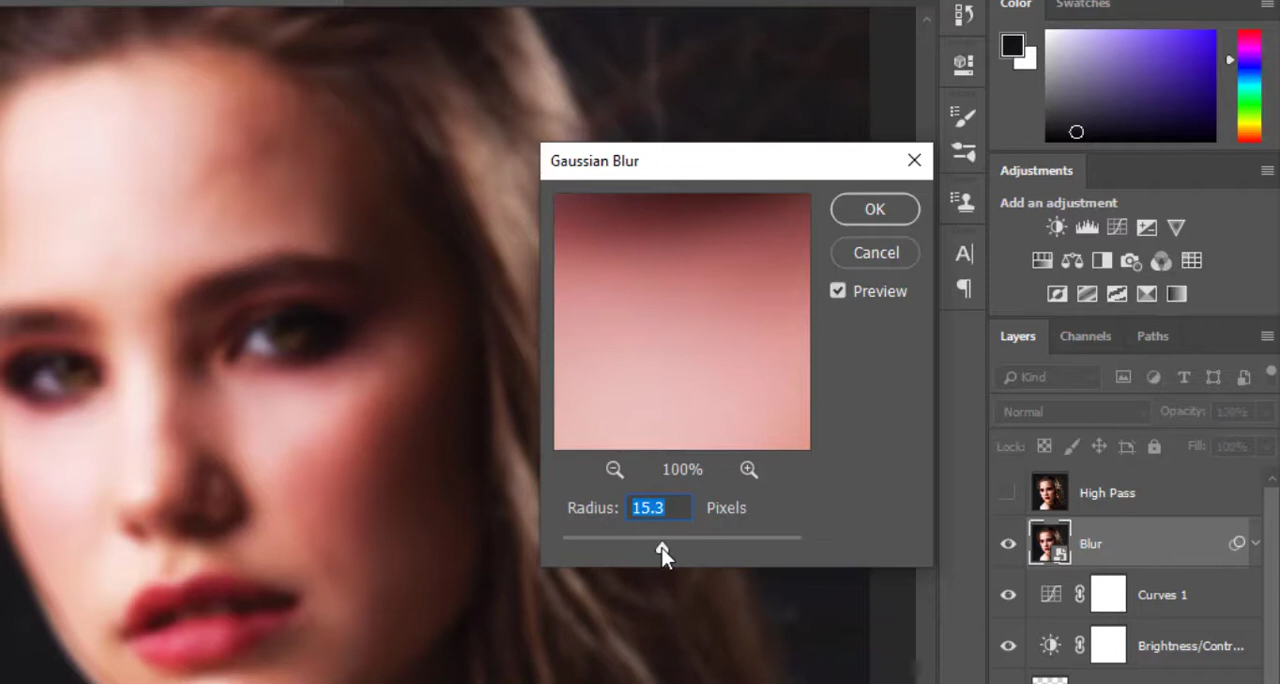 Color Swatches
Gaussian Blur
OK
Cancel
Preview
100%
Radius: 15.3 Pixels
Adjustments
Add an adjustment
Layers Channels Paths
Kind
Normal Opacity: 100%
Lock: Fill: 100%
High Pass
Blur
Curves 1
Brightness/Contr...